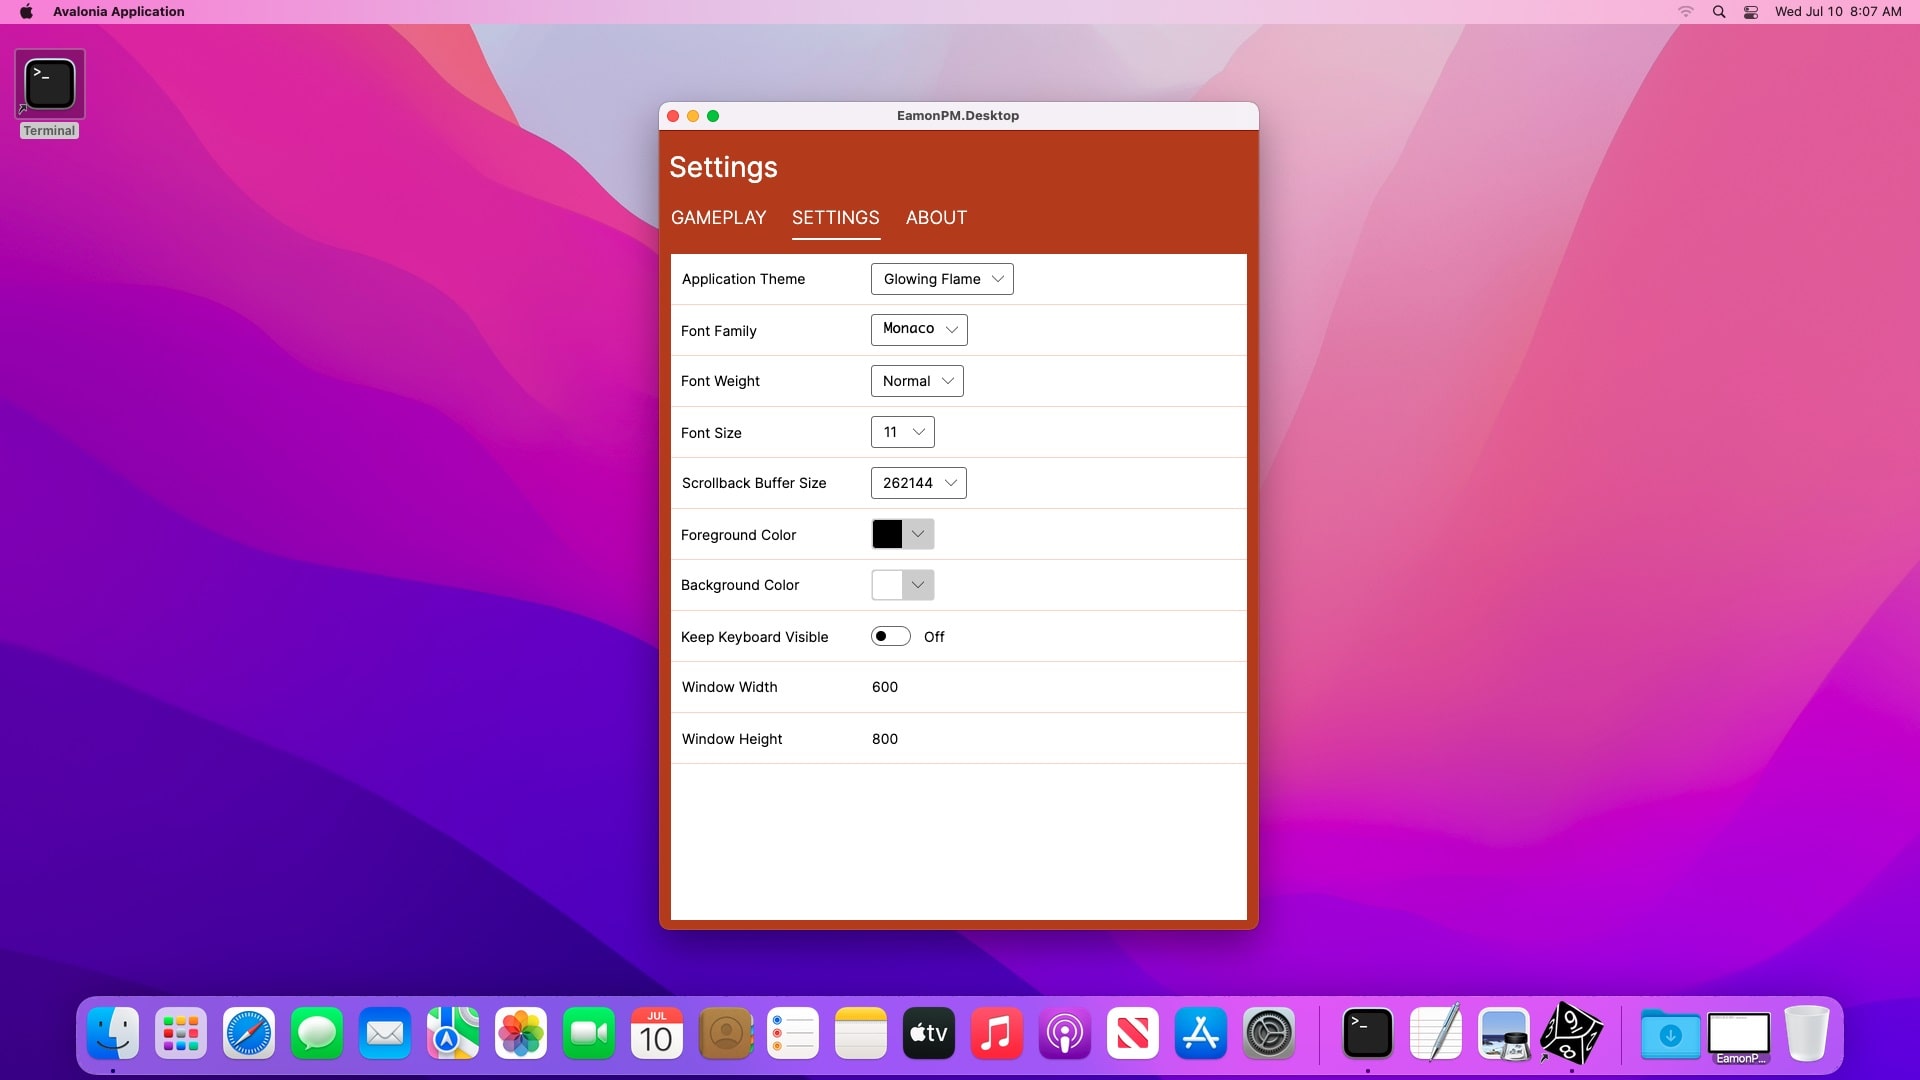 Avalonia Application
Wed Jul 10 8:07 AM
>_
Terminal
EamonPM.Desktop
Settings
GAMEPLAY SETTINGS ABOUT
Application Theme Glowing Flame
Font Family Monaco
Font Weight Normal
Font Size 11
Scrollback Buffer Size 262144
Foreground Color
Background Color
Keep Keyboard Visible Off
Window Width 600
Window Height 800
JUL
10
tv
>_
9
8
EamonP...